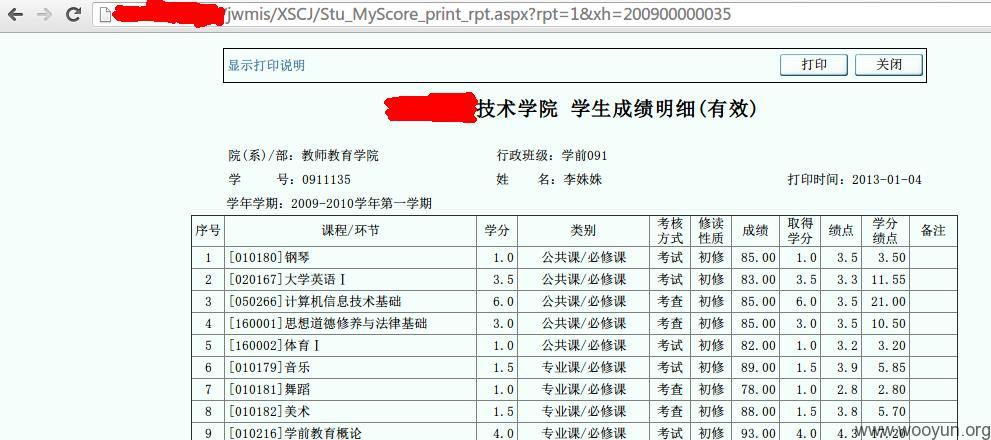 /jwmis/XSCJ/Stu_MyScore_print_rpt.aspx?rpt=1&xh=200900000035
显示打印说明 打印 关闭
技术学院 学生成绩明细(有效)
院(系)/部: 教师教育学院 行政班级: 学前091
学 号: 0911135 姓 名: 李姝姝 打印时间: 2013-01-04
学年学期: 2009-2010学年第一学期
序号 课程/环节 学分 类别 考核方式 修读性质 成绩 取得学分 绩点 学分绩点 备注
1 [010180]钢琴 1.0 公共课/必修课 考试 初修 85.00 1.0 3.5 3.50
2 [020167]大学英语Ⅰ 3.5 公共课/必修课 考试 初修 83.00 3.5 3.3 11.55
3 [050266]计算机信息技术基础 6.0 公共课/必修课 考查 初修 85.00 6.0 3.5 21.00
4 [160001]思想道德修养与法律基础 3.0 公共课/必修课 考查 初修 85.00 3.0 3.5 10.50
5 [160002]体育Ⅰ 1.0 公共课/必修课 考试 初修 82.00 1.0 3.2 3.20
6 [010179]音乐 1.5 专业课/必修课 考试 初修 89.00 1.5 3.9 5.85
7 [010181]舞蹈 1.0 专业课/必修课 考查 初修 78.00 1.0 2.8 2.80
8 [010182]美术 1.5 专业课/必修课 考查 初修 88.00 1.5 3.8 5.70
9 [010216]学前教育概论 4.0 专业课/必修课 考试 初修 93.00 4.0 4.3 17.20
www.wooyun.org